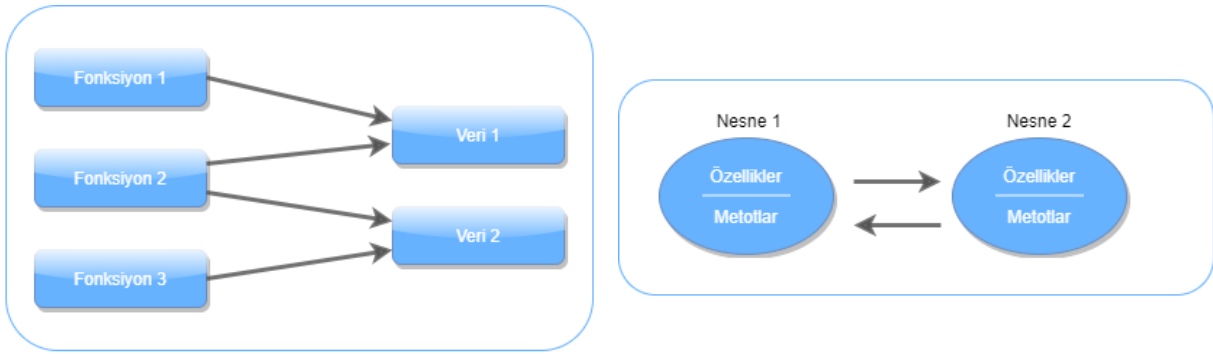 Fonksiyon 1
Fonksiyon 2
Fonksiyon 3
Veri 1
Veri 2
Nesne 1
Özellikler
Metotlar
Nesne 2
Özellikler
Metotlar